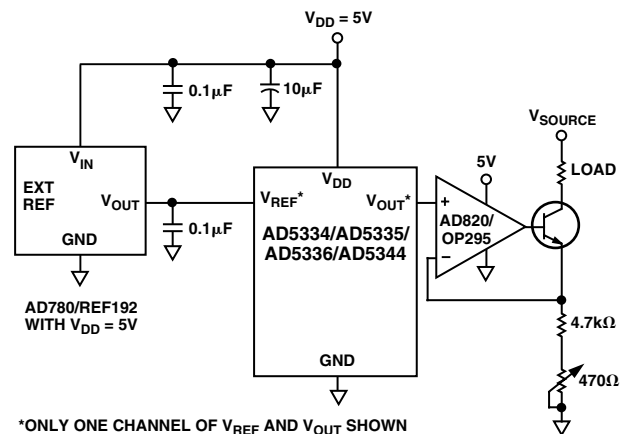 V_DD = 5V
0.1µF
10µF
V_SOURCE
LOAD
EXT
REF
V_IN
V_OUT
GND
0.1µF
V_REF*
V_DD
V_OUT*
AD5334/AD5335/
AD5336/AD5344
GND
5V
+
–
AD820/
OP295
4.7kΩ
470Ω
AD780/REF192
WITH V_DD = 5V
*ONLY ONE CHANNEL OF V_REF AND V_OUT SHOWN